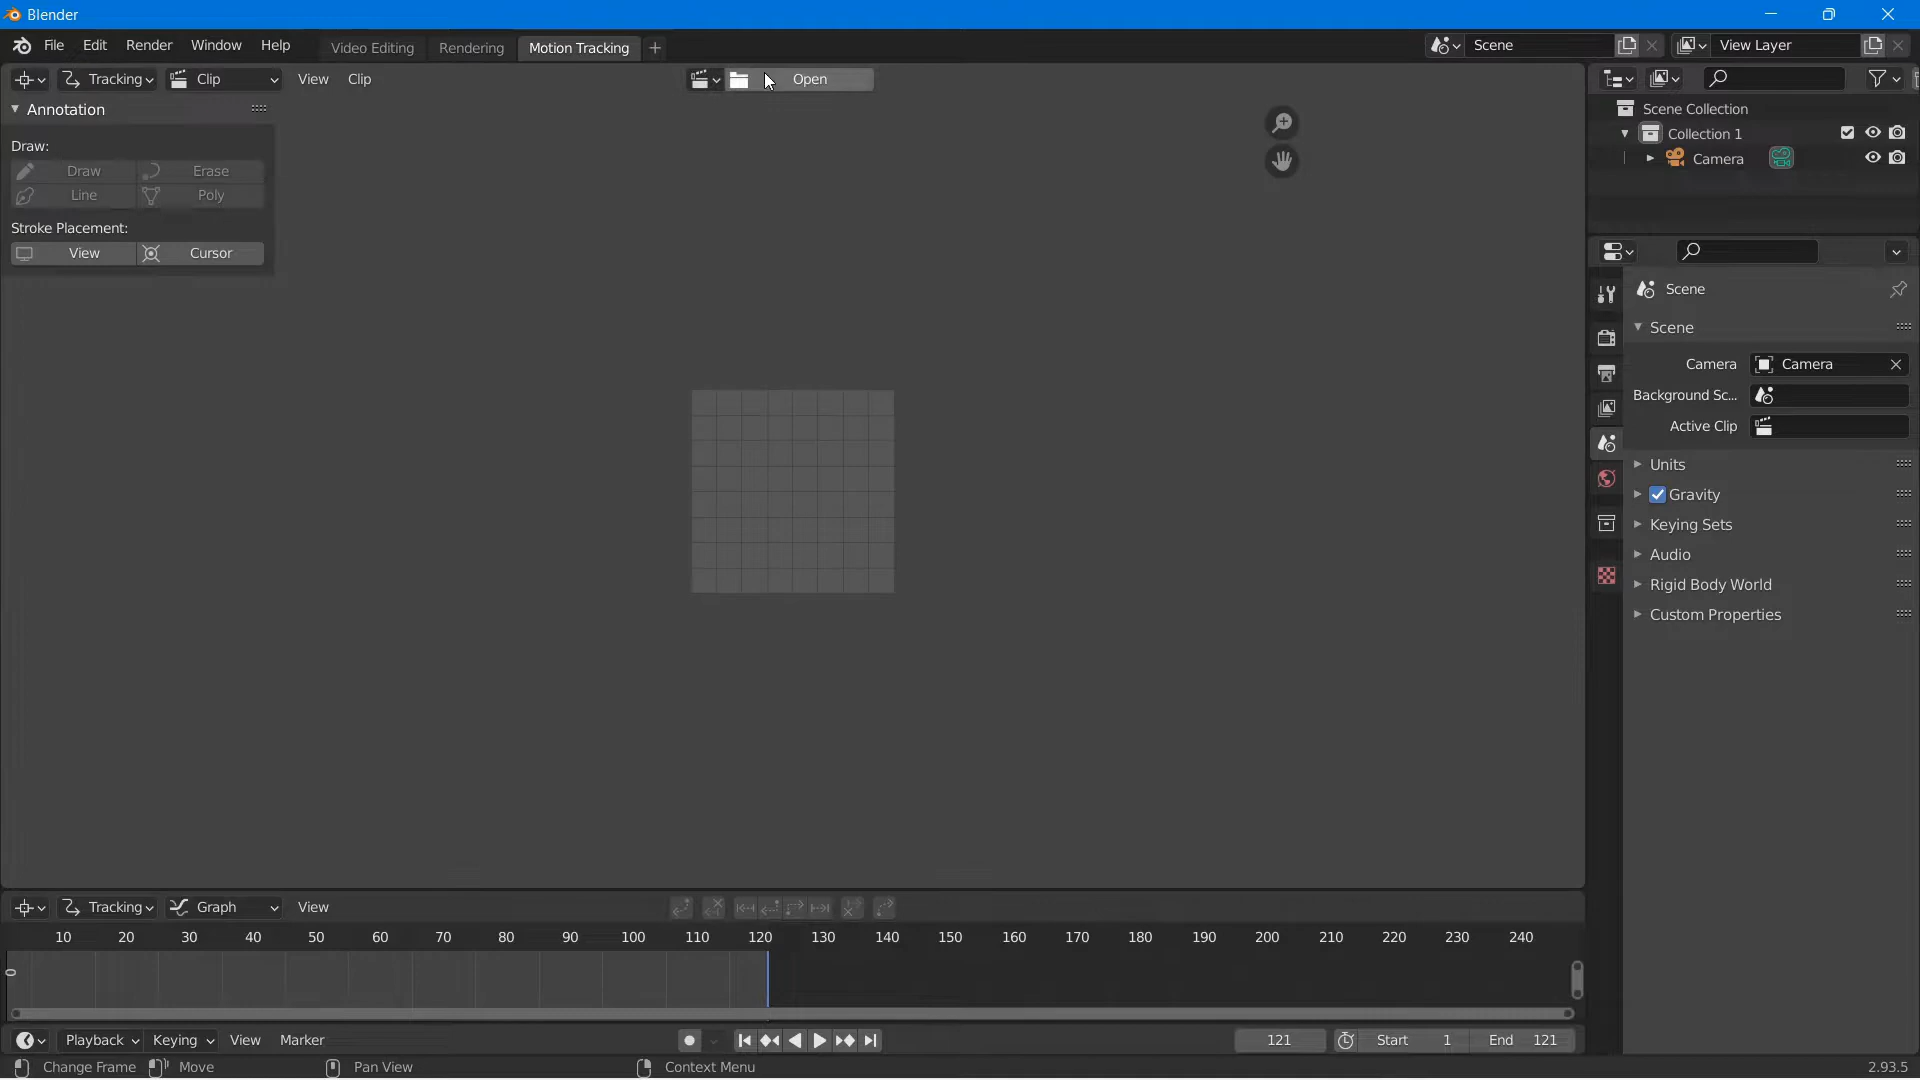 Blender
File Edit Render Window Help Video Editing Rendering Motion Tracking + Scene View Layer
Tracking Clip View Clip Open
Annotation
Draw:
Draw Erase
Line Poly
Stroke Placement:
View Cursor
Scene Collection
Collection 1
Camera
Scene
Scene
Camera Camera
Background Sc...
Active Clip
Units
Gravity
Keying Sets
Audio
Rigid Body World
Custom Properties
Tracking Graph View
10 20 30 40 50 60 70 80 90 100 110 120 130 140 150 160 170 180 190 200 210 220 230 240
0
Playback Keying View Marker 121 Start 1 End 121
Change Frame Move Pan View Context Menu 2.93.5